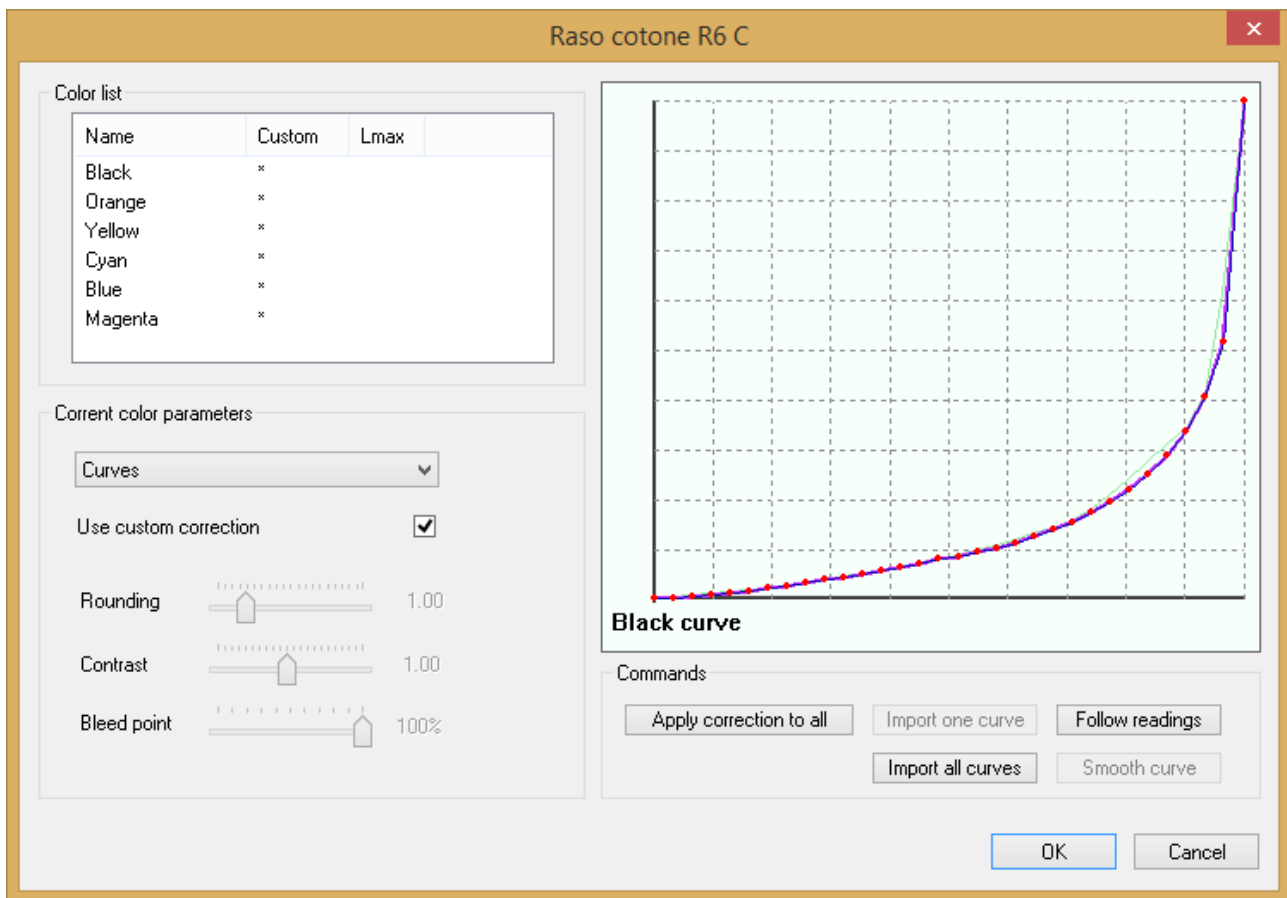 Raso cotone R6 C
Color list
Name Custom Lmax
Black *
Orange *
Yellow *
Cyan *
Blue *
Magenta *
Corrent color parameters
Curves
Use custom correction
Rounding 1.00
Contrast 1.00
Bleed point 100%
Black curve
Commands
Apply correction to all Import one curve Follow readings
Import all curves Smooth curve
OK Cancel